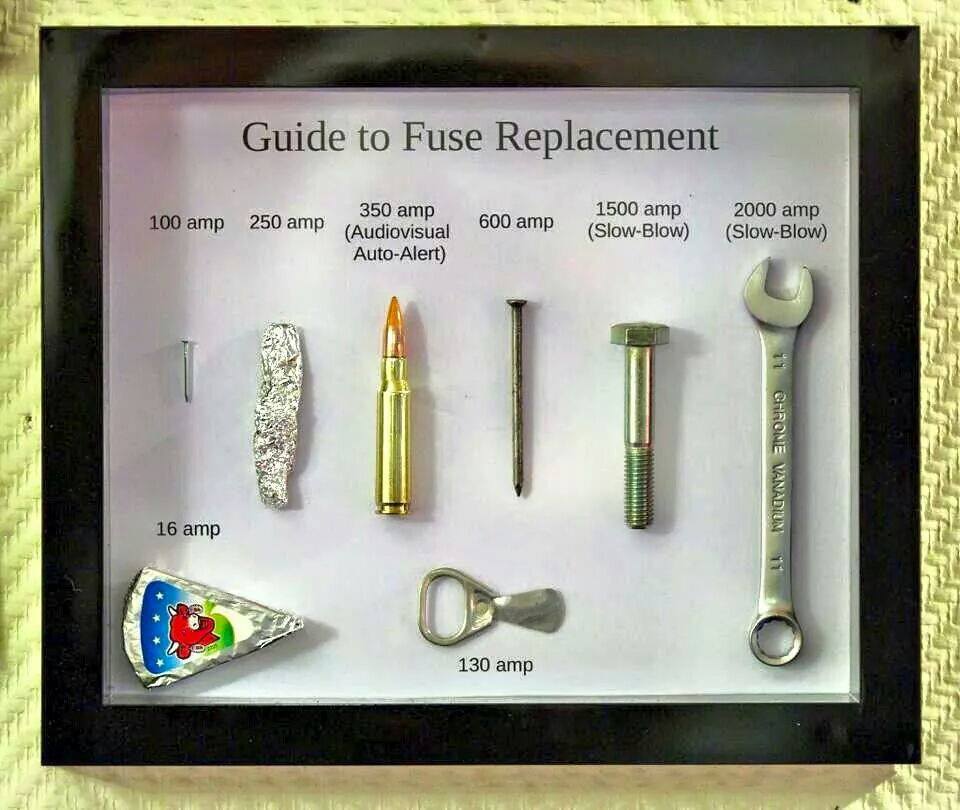 Guide to Fuse Replacement
100 amp
250 amp
350 amp
(Audiovisual
Auto-Alert)
600 amp
1500 amp
(Slow-Blow)
2000 amp
(Slow-Blow)
11 CHROME VANADIUM 11
16 amp
130 amp